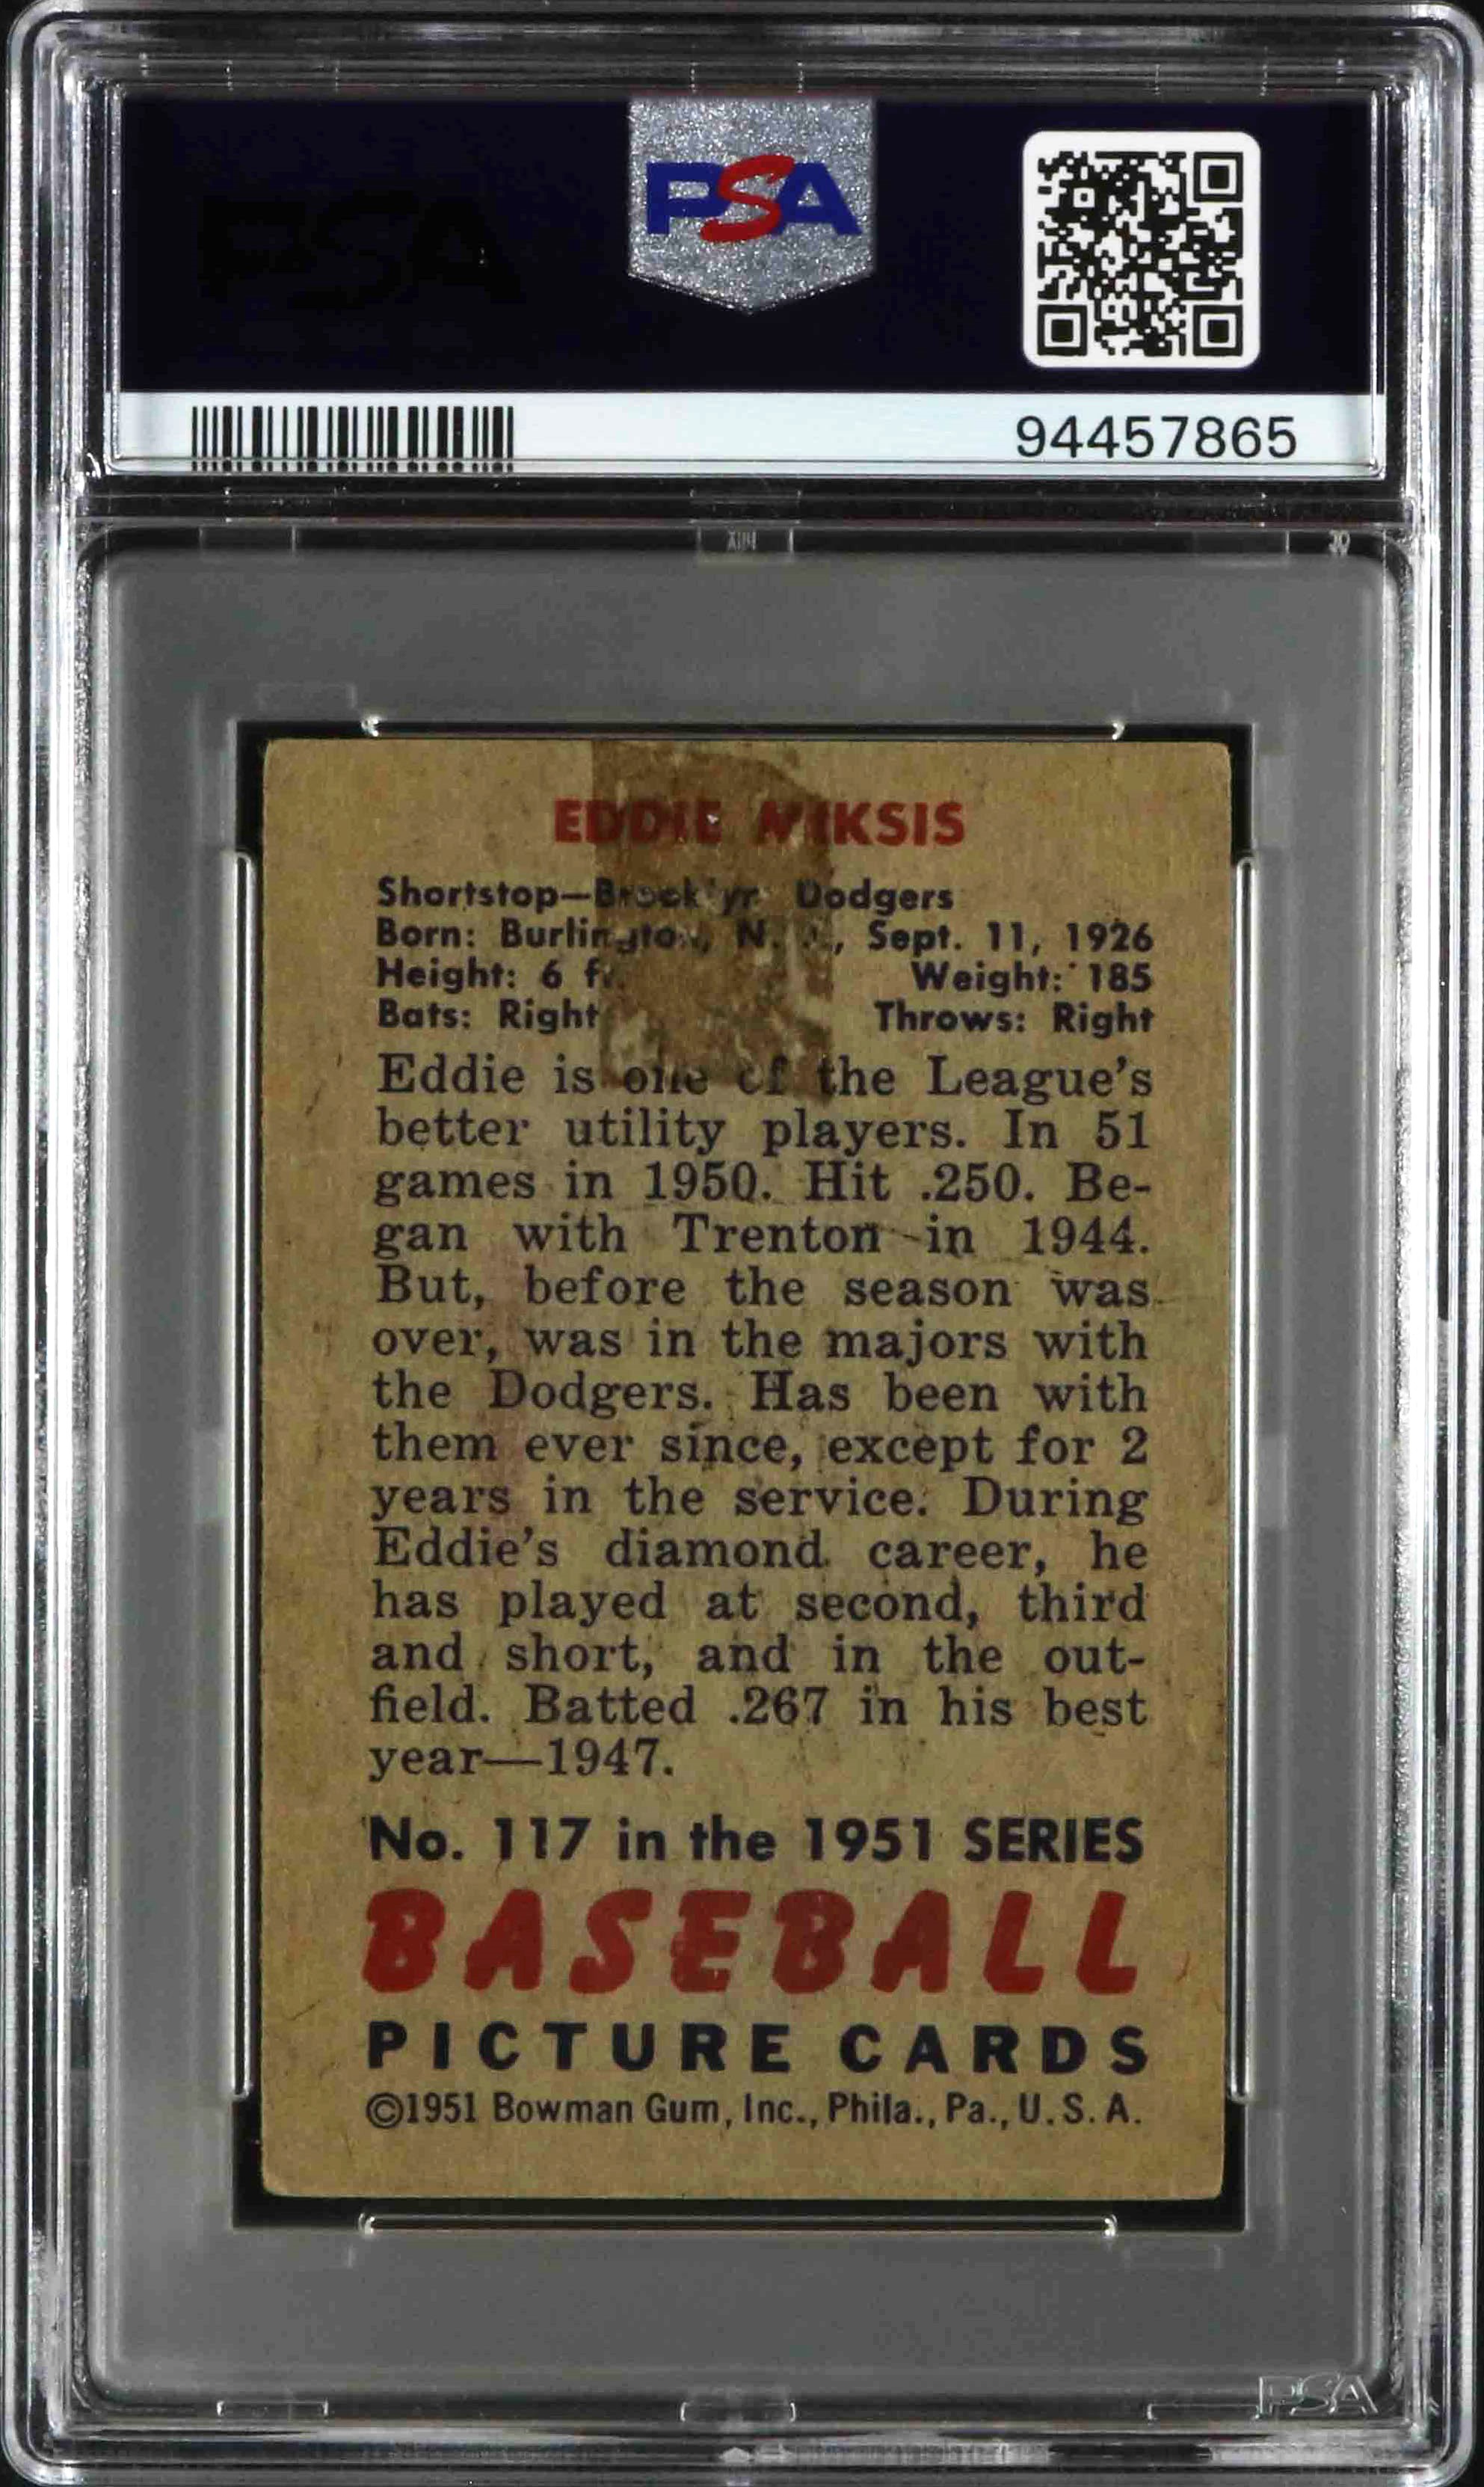 PSA
PSA
94457865
EDDIE MIKSIS
Shortstop—Brooklyn Dodgers
Born: Burlington, N. J., Sept. 11, 1926
Height: 6 ft. Weight: 185
Bats: Right Throws: Right
Eddie is one of the League's
better utility players. In 51
games in 1950. Hit .250. Be-
gan with Trenton in 1944.
But, before the season was
over, was in the majors with
the Dodgers. Has been with
them ever since, except for 2
years in the service. During
Eddie's diamond career, he
has played at second, third
and short, and in the out-
field. Batted .267 in his best
year—1947.
No. 117 in the 1951 SERIES
BASEBALL
PICTURE CARDS
©1951 Bowman Gum, Inc., Phila., Pa., U. S. A.
PSA